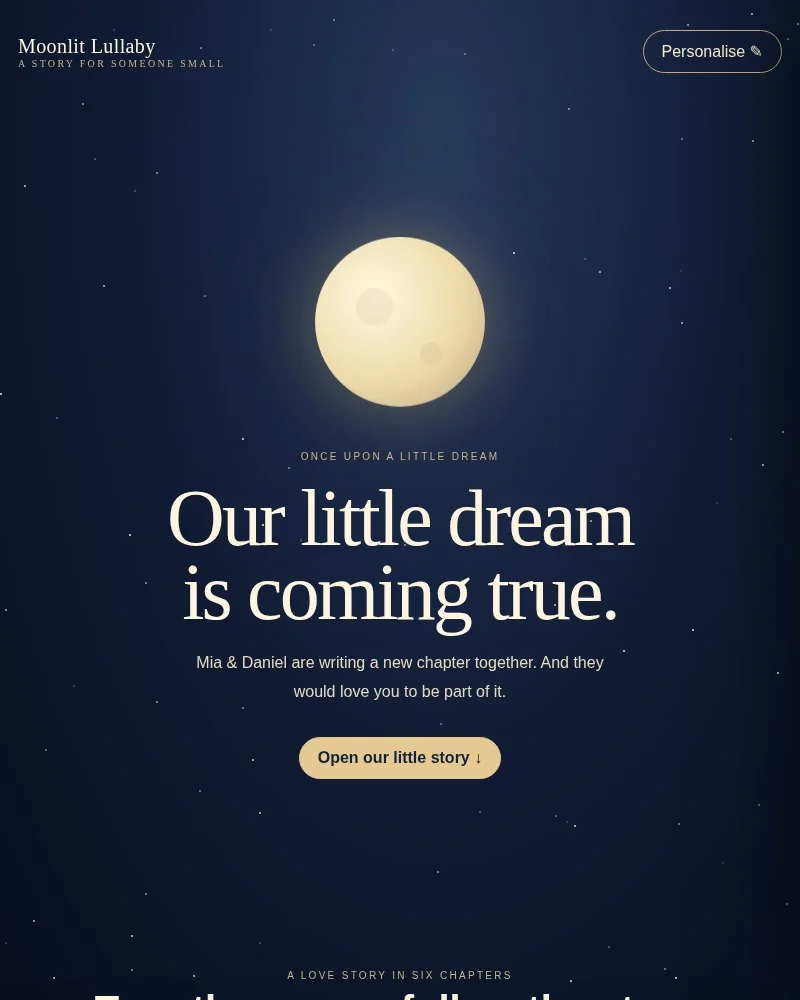 Moonlit Lullaby
A STORY FOR SOMEONE SMALL
Personalise ✎
ONCE UPON A LITTLE DREAM
Our little dream
is coming true.
Mia & Daniel are writing a new chapter together. And they
would love you to be part of it.
Open our little story ↓
A LOVE STORY IN SIX CHAPTERS